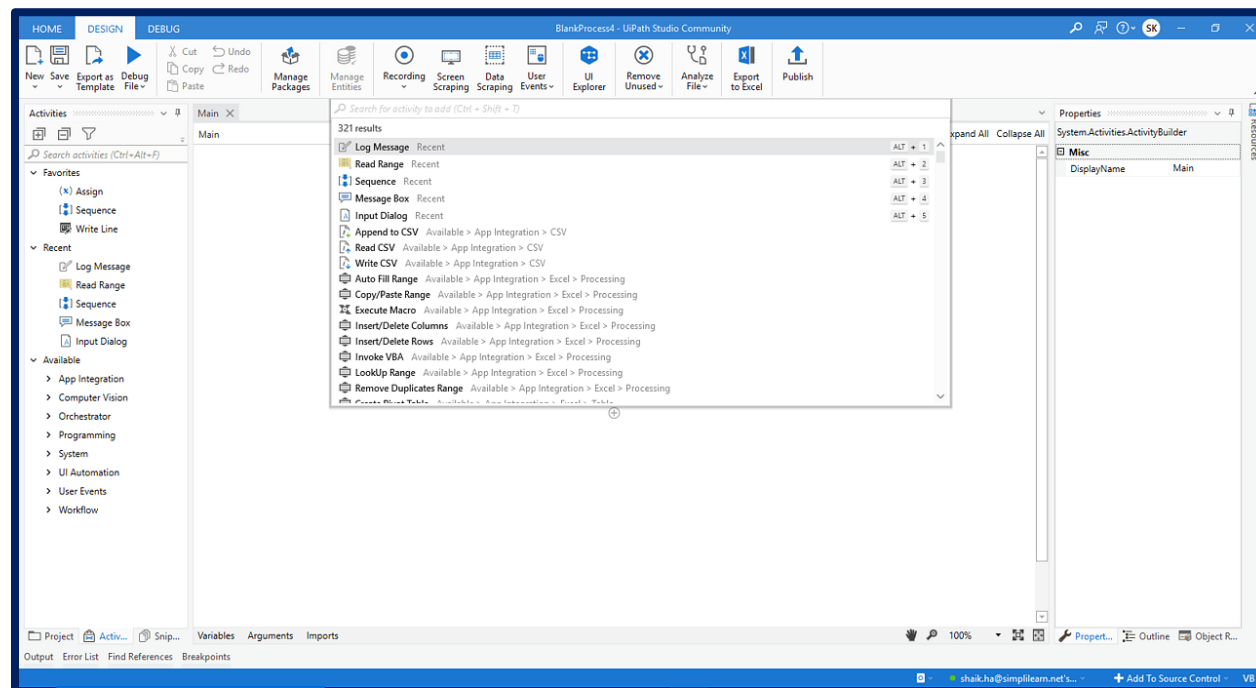 HOME DESIGN DEBUG BlankProcess4 - UiPath Studio Community SK
New Save Export as Template Debug File Cut Copy Paste Undo Redo Manage Packages Manage Entities Recording Screen Scraping Data Scraping User Events UI Explorer Remove Unused Analyze File Export to Excel Publish
Activities
Search activities (Ctrl+Alt+F)
Favorites
Assign
Sequence
Write Line
Recent
Log Message
Read Range
Sequence
Message Box
Input Dialog
Available
App Integration
Computer Vision
Orchestrator
Programming
System
UI Automation
User Events
Workflow
Project Activ... Snip...
Main
Main
Search for activity to add (Ctrl + Shift + T)
321 results
Log Message Recent ALT + 1
Read Range Recent ALT + 2
Sequence Recent ALT + 3
Message Box Recent ALT + 4
Input Dialog Recent ALT + 5
Append to CSV Available > App Integration > CSV
Read CSV Available > App Integration > CSV
Write CSV Available > App Integration > CSV
Auto Fill Range Available > App Integration > Excel > Processing
Copy/Paste Range Available > App Integration > Excel > Processing
Execute Macro Available > App Integration > Excel > Processing
Insert/Delete Columns Available > App Integration > Excel > Processing
Insert/Delete Rows Available > App Integration > Excel > Processing
Invoke VBA Available > App Integration > Excel > Processing
LookUp Range Available > App Integration > Excel > Processing
Remove Duplicates Range Available > App Integration > Excel > Processing
xpand All Collapse All
Variables Arguments Imports 100%
Properties
System.Activities.ActivityBuilder
Misc
DisplayName Main
Resources
Propert... Outline Object R...
Output Error List Find References Breakpoints
shaik.ha@simplilearn.net's... Add To Source Control VB